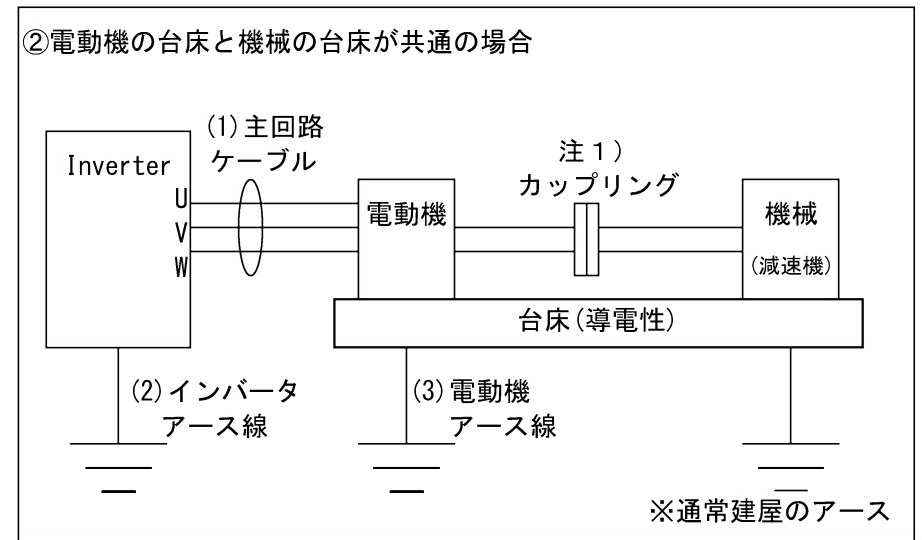 ②電動機の台床と機械の台床が共通の場合
(1)主回路
ケーブル
注１）
カップリング
Inverter
U
V
W
電動機
機械
(減速機)
台床(導電性)
(2)インバータ
アース線
(3)電動機
アース線
※通常建屋のアース